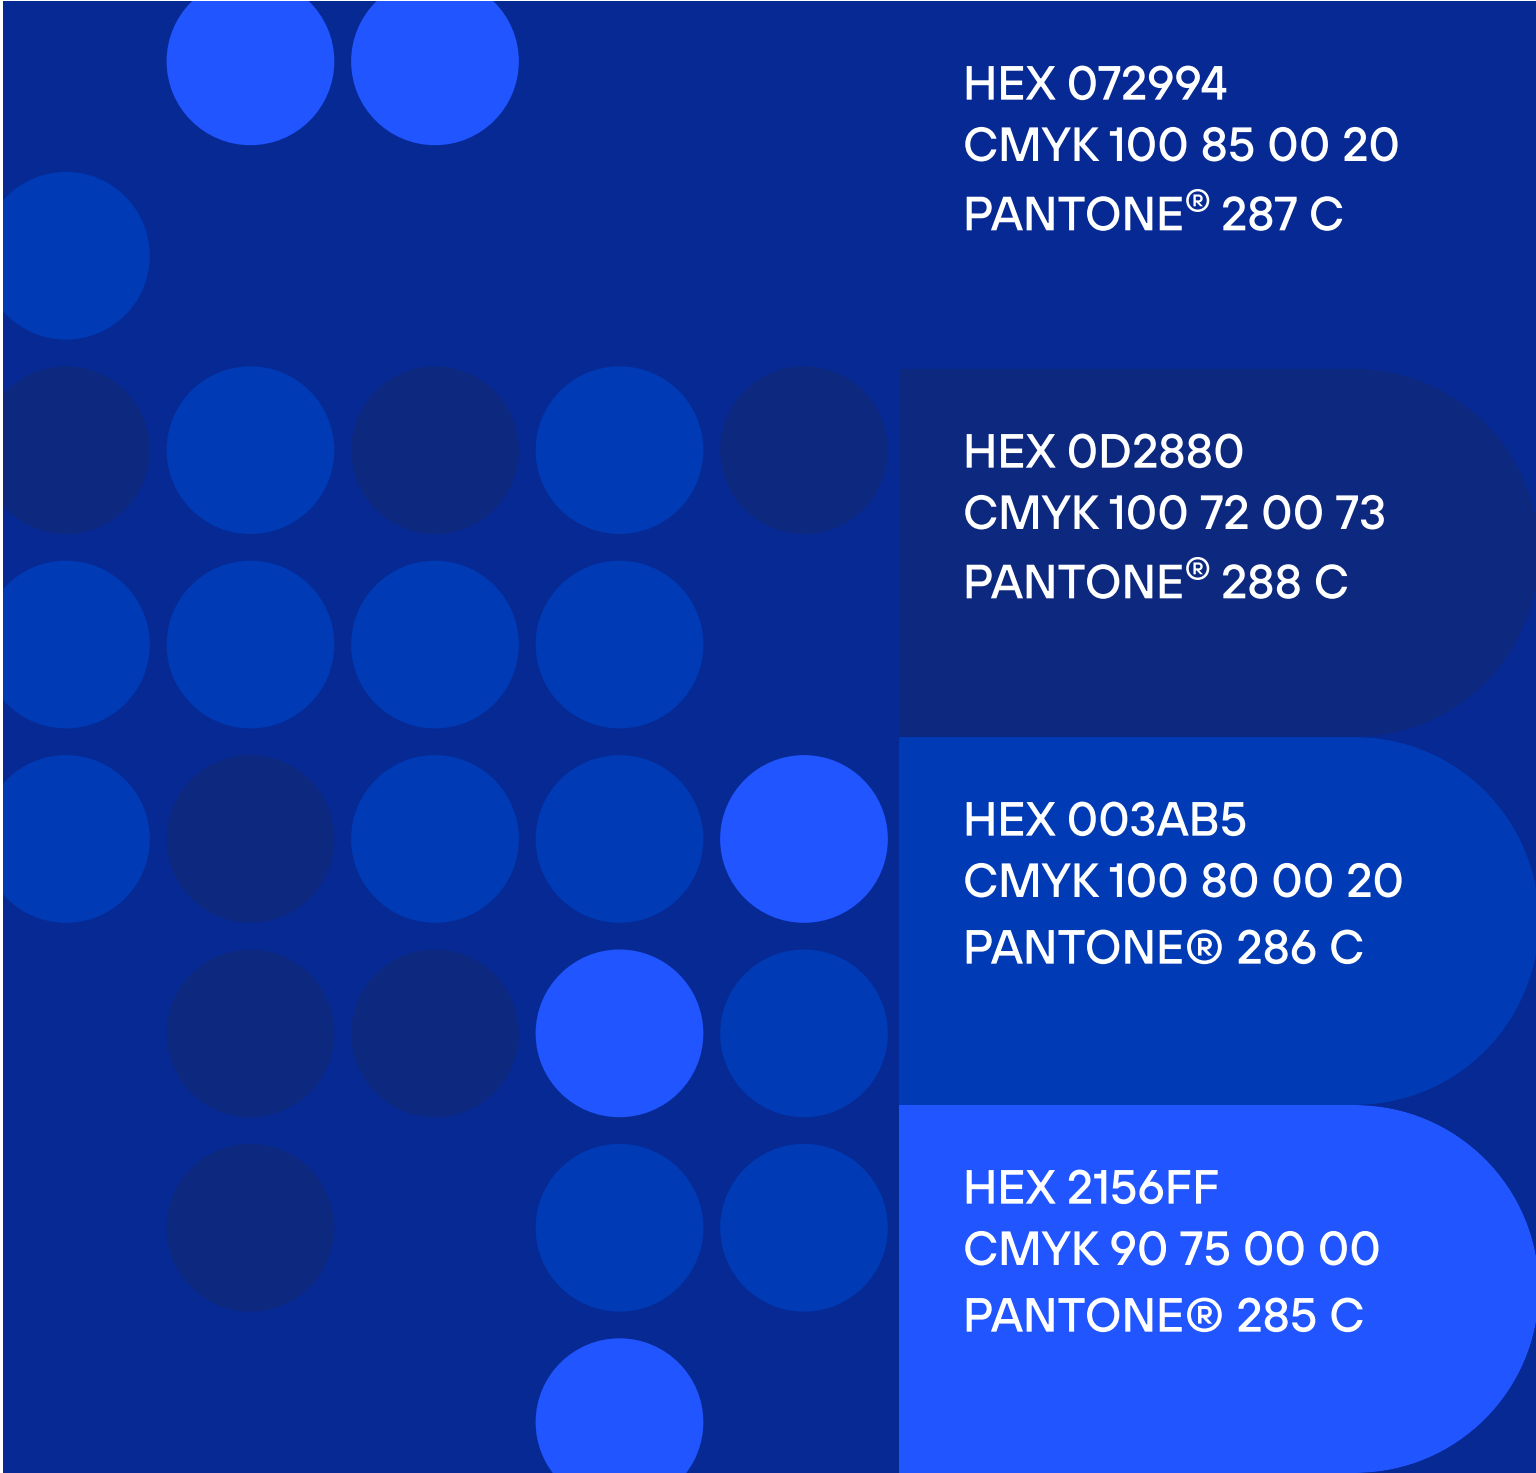 HEX 072994
CMYK 100 85 00 20
PANTONE® 287 C
HEX 0D2880
CMYK 100 72 00 73
PANTONE® 288 C
HEX 003AB5
CMYK 100 80 00 20
PANTONE® 286 C
HEX 2156FF
CMYK 90 75 00 00
PANTONE® 285 C